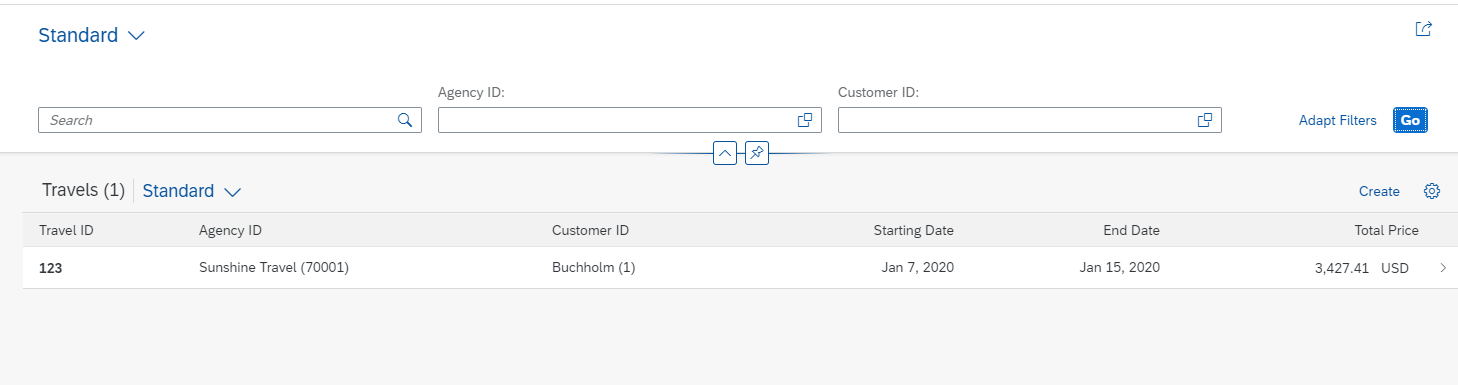 Standard
Agency ID:
Customer ID:
Search
Adapt Filters
Go
Travels (1)
Standard
Create
Travel ID Agency ID Customer ID Starting Date End Date Total Price
123 Sunshine Travel (70001) Buchholm (1) Jan 7, 2020 Jan 15, 2020 3,427.41 USD